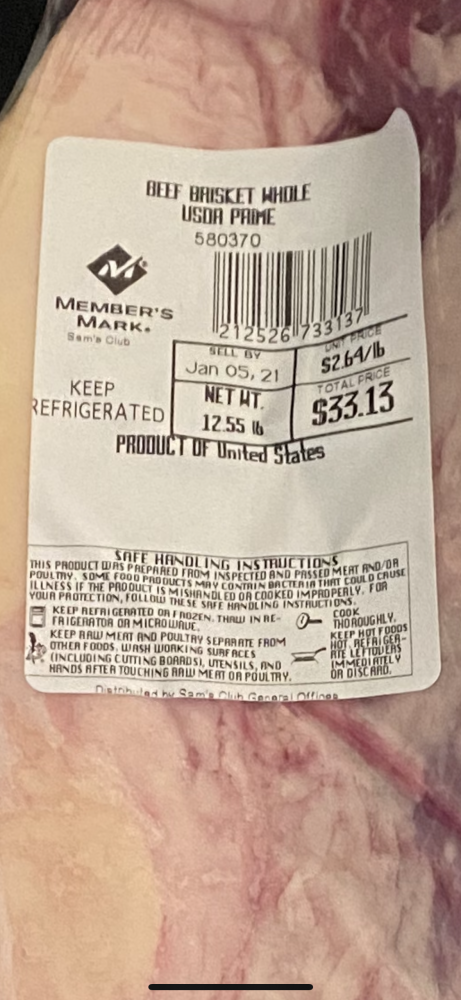 BEEF BRISKET WHOLE
USDA PRIME
580370
MEMBER'S
MARK®
Sam's Club
212526 733137
SELL BY
Jan 05, 21
UNIT PRICE
$2.64/lb
KEEP
REFRIGERATED
NET WT.
12.55 lb
TOTAL PRICE
$33.13
PRODUCT OF United States
SAFE HANDLING INSTRUCTIONS
THIS PRODUCT WAS PREPARED FROM INSPECTED AND PASSED MEAT AND/OR
POULTRY. SOME FOOD PRODUCTS MAY CONTAIN BACTERIA THAT COULD CAUSE
ILLNESS IF THE PRODUCT IS MISHANDLED OR COOKED IMPROPERLY. FOR
YOUR PROTECTION, FOLLOW THESE SAFE HANDLING INSTRUCTIONS.
KEEP REFRIGERATED OR FROZEN. THAW IN RE-
FRIGERATOR OR MICROWAVE.
KEEP RAW MEAT AND POULTRY SEPARATE FROM
OTHER FOODS. WASH WORKING SURFACES
(INCLUDING CUTTING BOARDS), UTENSILS, AND
HANDS AFTER TOUCHING RAW MEAT OR POULTRY.
COOK
THOROUGHLY.
KEEP HOT FOODS
HOT. REFRIGER-
ATE LEFTOVERS
IMMEDIATELY
OR DISCARD.
Distributed by Sam's Club General Offices